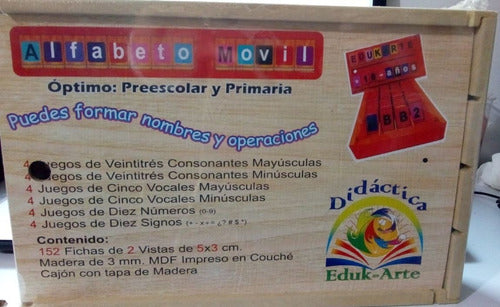 Alfabeto Movil
Óptimo: Preescolar y Primaria
Puedes formar nombres y operaciones
EDUKARTE
años
BB2
4 Juegos de Veintitrés Consonantes Mayúsculas
4 Juegos de Veintitrés Consonantes Minúsculas
4 Juegos de Cinco Vocales Mayúsculas
4 Juegos de Cinco Vocales Minúsculas
4 Juegos de Diez Números (0-9)
4 Juegos de Diez Signos (+ - x ÷ = ¿ ? # $ *)
Contenido:
152 Fichas de 2 Vistas de 5x3 cm.
Madera de 3 mm. MDF Impreso en Couché
Cajón con tapa de Madera
Didáctica
Eduk-Arte